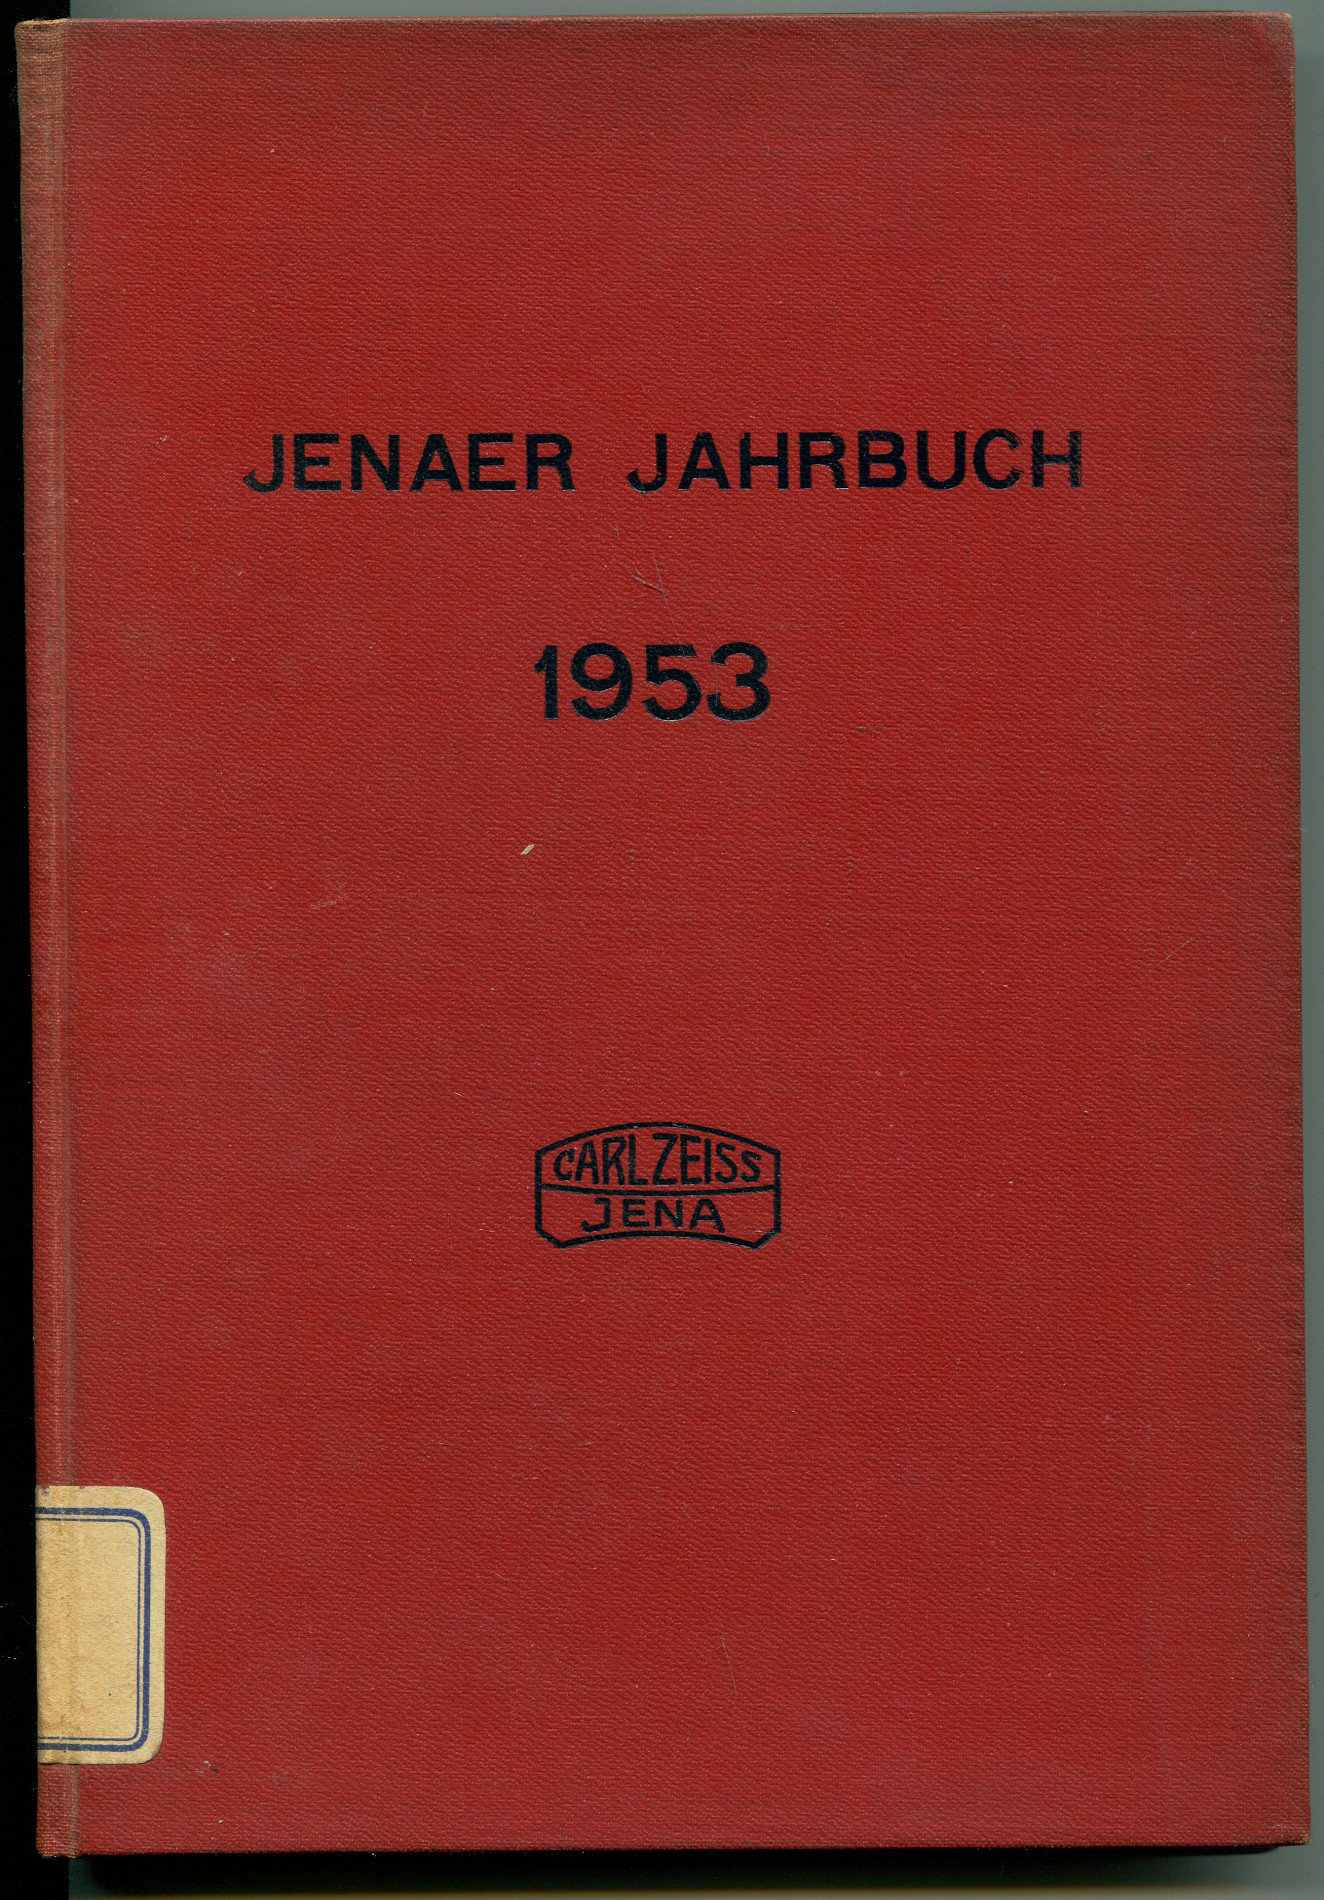 JENAER JAHRBUCH
1953
CARL ZEISS
JENA